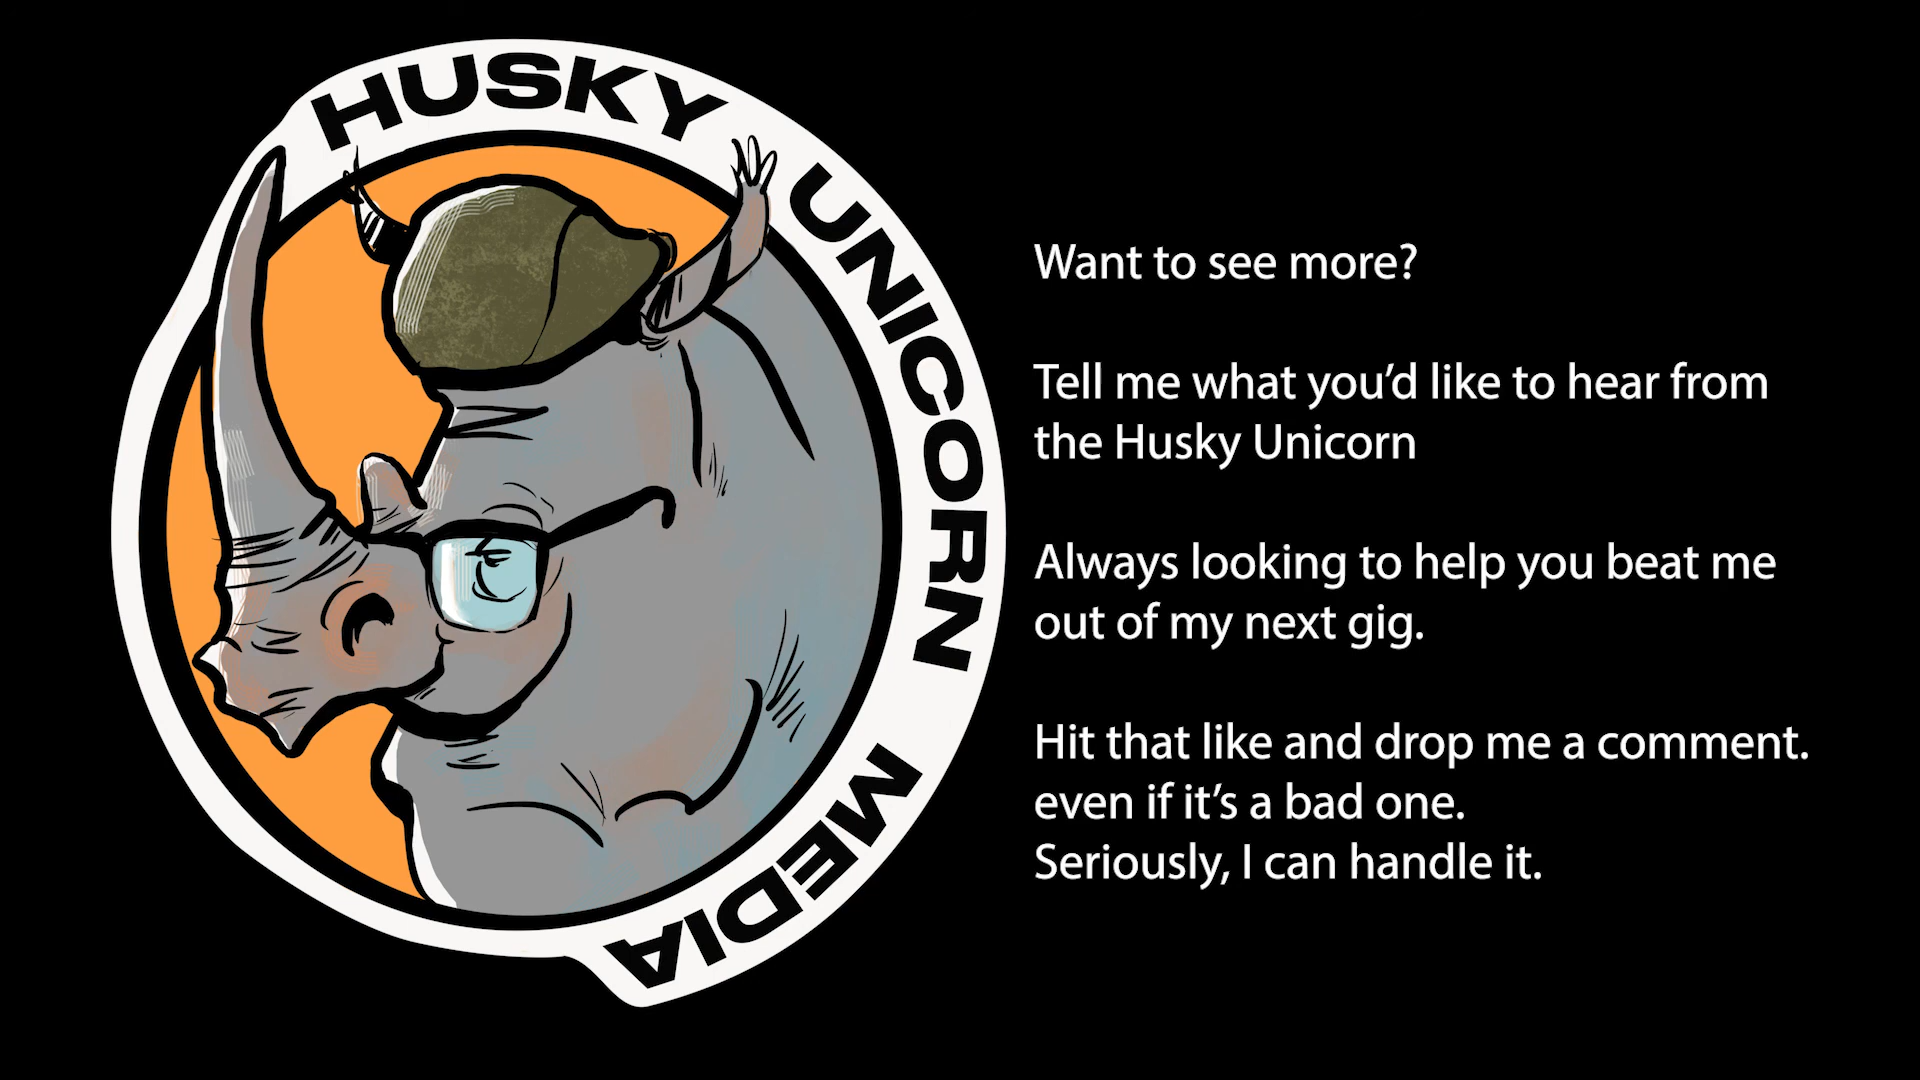 HUSKY UNICORN MEDIA
Want to see more?
Tell me what you’d like to hear from
the Husky Unicorn
Always looking to help you beat me
out of my next gig.
Hit that like and drop me a comment.
even if it’s a bad one.
Seriously, I can handle it.